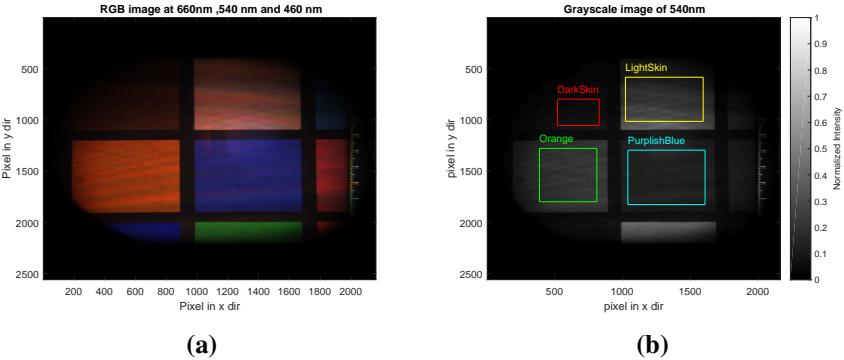 RGB image at 660nm ,540 nm and 460 nm
Pixel in y dir
500
1000
1500
2000
2500
200 400 600 800 1000 1200 1400 1600 1800 2000
Pixel in x dir
(a)
Grayscale image of 540nm
pixel in y dir
500
1000
1500
2000
2500
LightSkin
DarkSkin
Orange
PurplishBlue
500 1000 1500 2000
pixel in x dir
1
0.9
0.8
0.7
0.6
0.5
0.4
0.3
0.2
0.1
0
Normalized Intensity
(b)